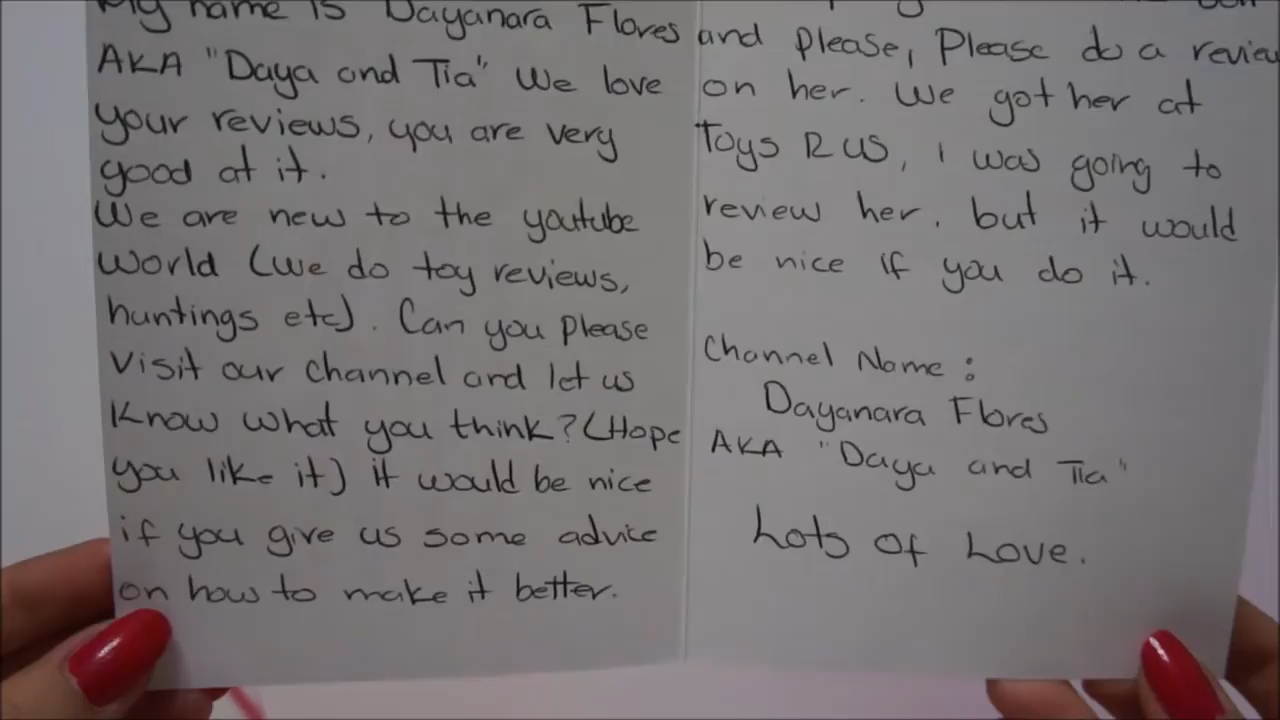 My name is Dayanara Flores
AKA "Daya and Tia" We love
your reviews, you are very
good at it.
We are new to the youtube
World (we do toy reviews,
huntings etc). Can you please
visit our channel and let us
know what you think? (Hope
you like it) it would be nice
if you give us some advice
on how to make it better.
and please, Please do a review
on her. We got her at
Toys R us, i was going to
review her. but it would
be nice if you do it.
Channel Name:
Dayanara Flores
AKA "Daya and Tia"
Lots of Love.